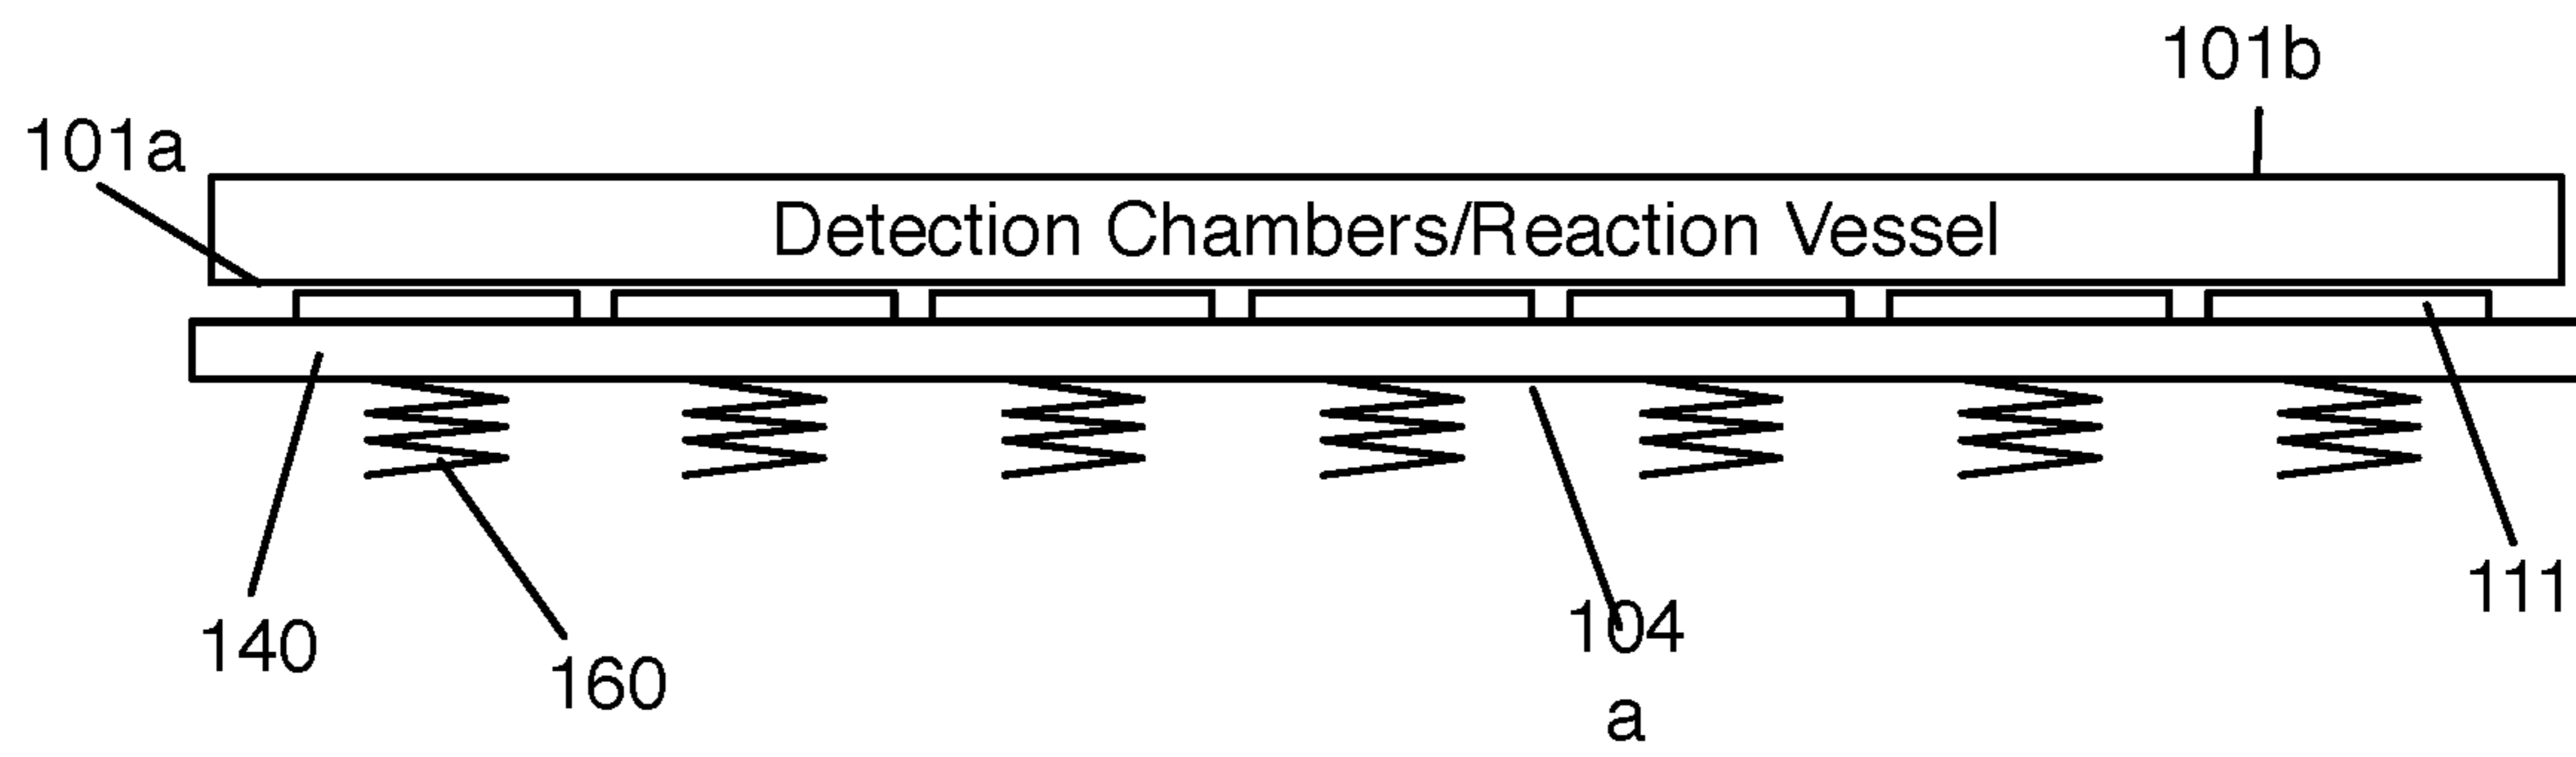 101b
101a
Detection Chambers/Reaction Vessel
111
104
a
140
160